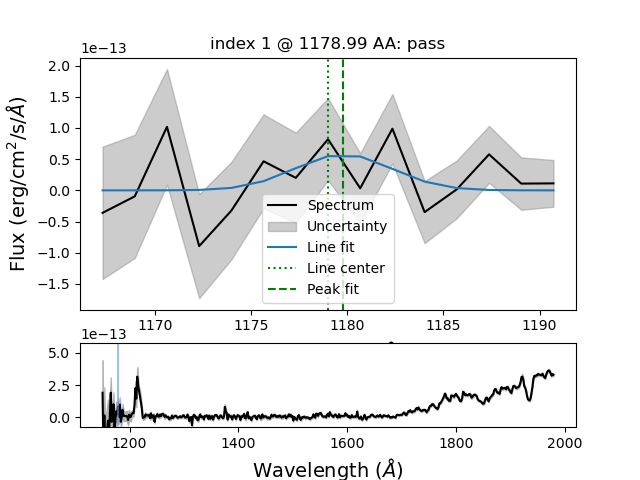 index 1 @ 1178.99 AA: pass
1e−13
2.0
1.5
1.0
0.5
0.0
−0.5
−1.0
−1.5
Flux (erg/cm²/s/Å)
Spectrum
Uncertainty
Line fit
Line center
Peak fit
1170 1175 1180 1185 1190
1e−13
5.0
2.5
0.0
1200 1400 1600 1800 2000
Wavelength (Å)